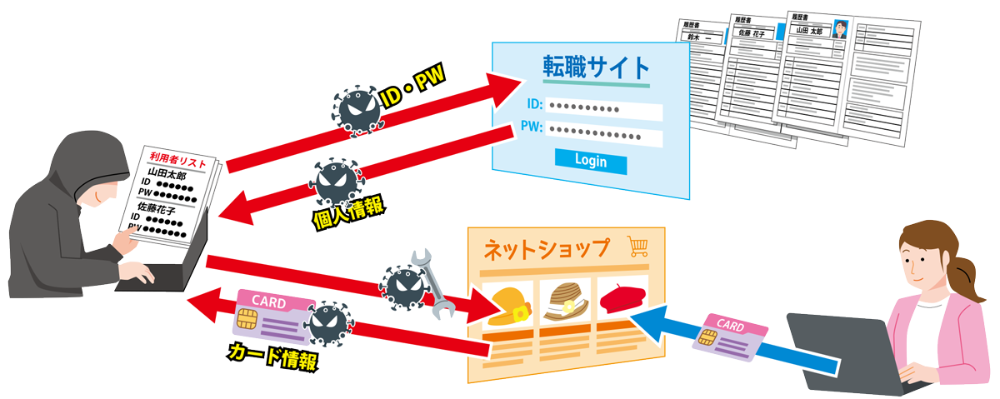 利用者リスト
山田太郎
ID ●●●●●●
PW ●●●●●●●
佐藤花子
ID ●●●●●●
PW ●●●●●●●
ID・PW
個人情報
転職サイト
ID: ●●●●●●●●●●
PW: ●●●●●●●●●●●●●
Login
履歴書
鈴木 一
履歴書
佐藤 花子
履歴書
山田 太郎
ネットショップ
CARD
カード情報
CARD